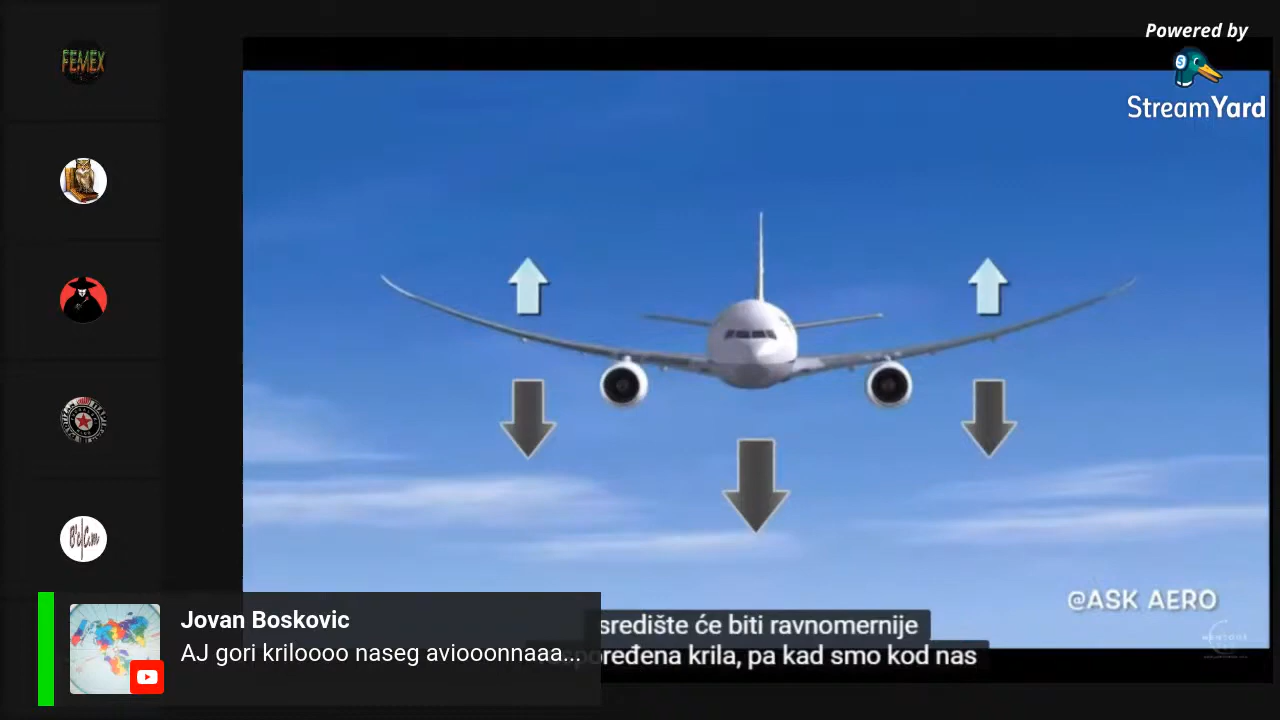 Powered by
StreamYard
FEMEX
@ASK AERO
Jovan Boskovic
AJ gori kriloooo naseg aviooonnaaa...
središte će biti ravnomernije
poređena krila, pa kad smo kod nas